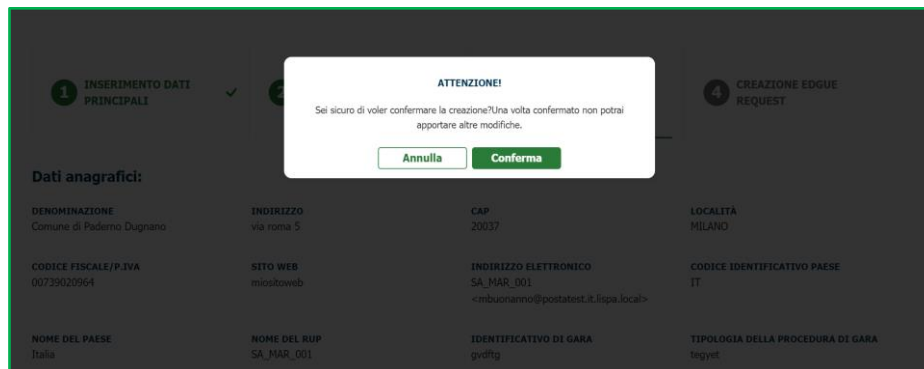 ATTENZIONE!
Sei sicuro di voler confermare la creazione?Una volta confermato non potrai
apportare altre modifiche.
Annulla
Conferma
1
INSERIMENTO DATI
PRINCIPALI
2
4
CREAZIONE EDGUE
REQUEST
Dati anagrafici:
DENOMINAZIONE
Comune di Paderno Dugnano
INDIRIZZO
via roma 5
CAP
20037
LOCALITÀ
MILANO
CODICE FISCALE/P.IVA
00739020964
SITO WEB
miositoweb
INDIRIZZO ELETTRONICO
SA_MAR_001
<mbuonanno@postatest.it.lispa.local>
CODICE IDENTIFICATIVO PAESE
IT
NOME DEL PAESE
Italia
NOME DEL RUP
SA_MAR_001
IDENTIFICATIVO DI GARA
gvdftg
TIPOLOGIA DELLA PROCEDURA DI GARA
tegyet